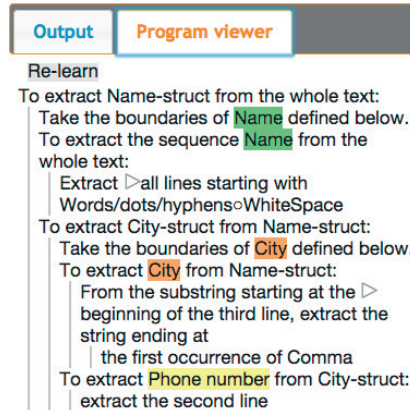 Output Program viewer
Re-learn
To extract Name-struct from the whole text:
Take the boundaries of Name defined below.
To extract the sequence Name from the
whole text:
Extract ▷all lines starting with
Words/dots/hyphens∘WhiteSpace
To extract City-struct from Name-struct:
Take the boundaries of City defined below.
To extract City from Name-struct:
From the substring starting at the ▷
beginning of the third line, extract the
string ending at
the first occurrence of Comma
To extract Phone number from City-struct:
extract the second line